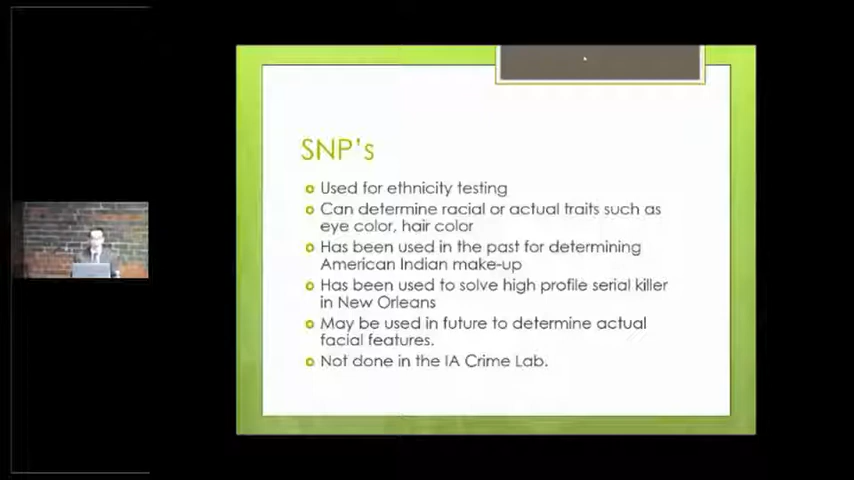 SNP's
Used for ethnicity testing
Can determine racial or actual traits such as
eye color, hair color
Has been used in the past for determining
American Indian make-up
Has been used to solve high profile serial killer
in New Orleans
May be used in future to determine actual
facial features.
Not done in the IA Crime Lab.